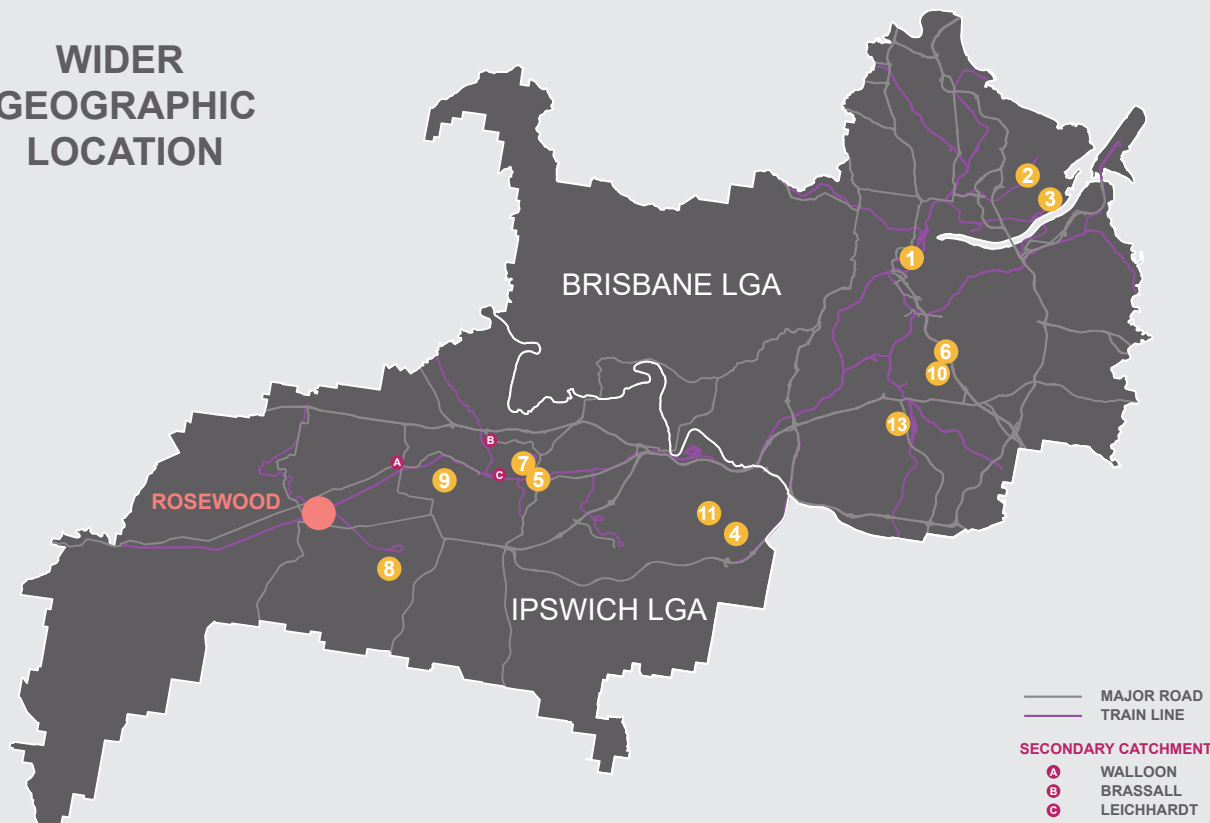 WIDER
GEOGRAPHIC
LOCATION
2
3
1
BRISBANE LGA
6
10
13
B
A
7
C
5
9
ROSEWOOD
11
4
8
IPSWICH LGA
MAJOR ROAD
TRAIN LINE
SECONDARY CATCHMENT
A WALLOON
B BRASSALL
C LEICHHARDT